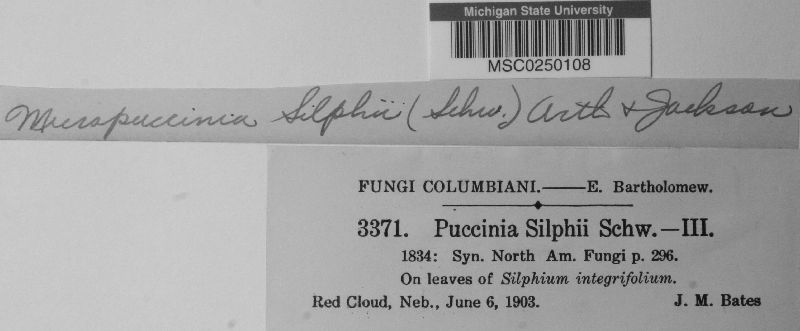 Michigan State University
MSC0250108
Micropuccinia Silphii (Schw.) Arth & Jackson
FUNGI COLUMBIANI.——E. Bartholomew.
3371. Puccinia Silphii Schw.—III.
1834: Syn. North Am. Fungi p. 296.
On leaves of Silphium integrifolium.
Red Cloud, Neb., June 6, 1903. J. M. Bates